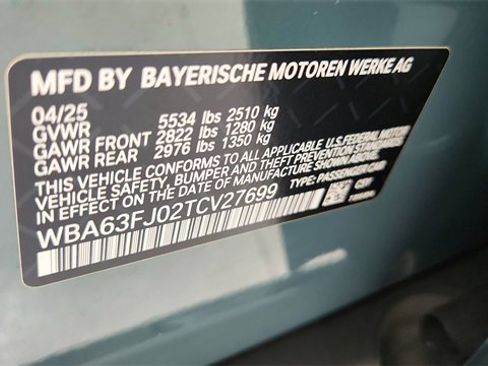 MFD BY BAYERISCHE MOTOREN WERKE AG
04/25
GVWR 5534 lbs 2510 kg
GAWR FRONT 2822 lbs 1280 kg
GAWR REAR 2976 lbs 1350 kg
THIS VEHICLE CONFORMS TO ALL APPLICABLE U.S. FEDERAL MOTOR
VEHICLE SAFETY, BUMPER AND THEFT PREVENTION STANDARDS
IN EFFECT ON THE DATE OF MANUFACTURE SHOWN ABOVE.
WBA63FJ02TCV27699 TYPE: PASSENGER CAR